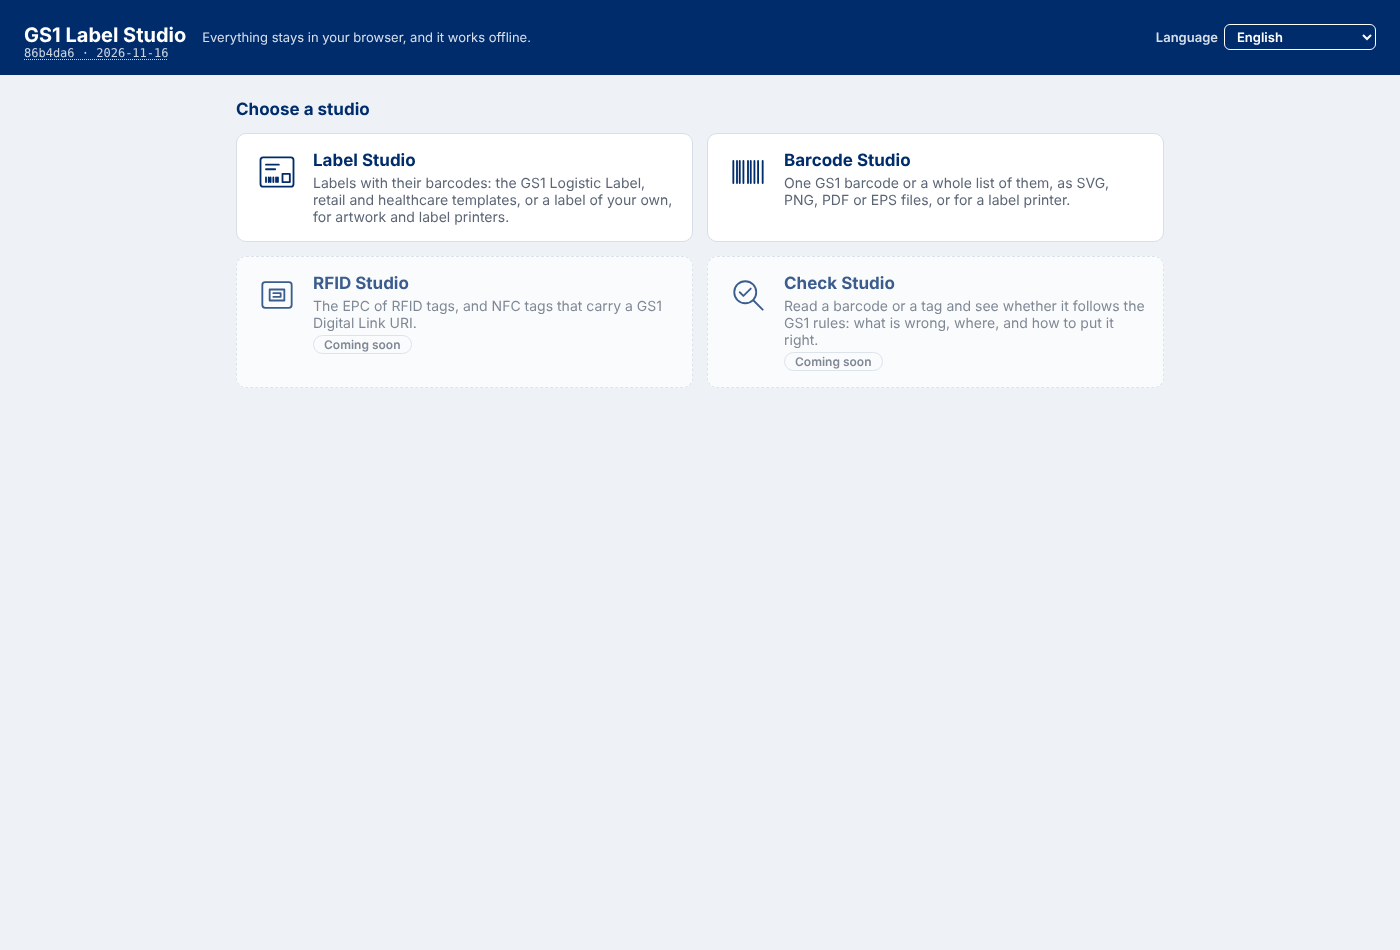 GS1 Label Studio
86b4da6 · 2026-11-16
Everything stays in your browser, and it works offline.
Language
English
Choose a studio
Label Studio
Labels with their barcodes: the GS1 Logistic Label,
retail and healthcare templates, or a label of your own,
for artwork and label printers.
Barcode Studio
One GS1 barcode or a whole list of them, as SVG,
PNG, PDF or EPS files, or for a label printer.
RFID Studio
The EPC of RFID tags, and NFC tags that carry a GS1
Digital Link URI.
Coming soon
Check Studio
Read a barcode or a tag and see whether it follows the
GS1 rules: what is wrong, where, and how to put it
right.
Coming soon